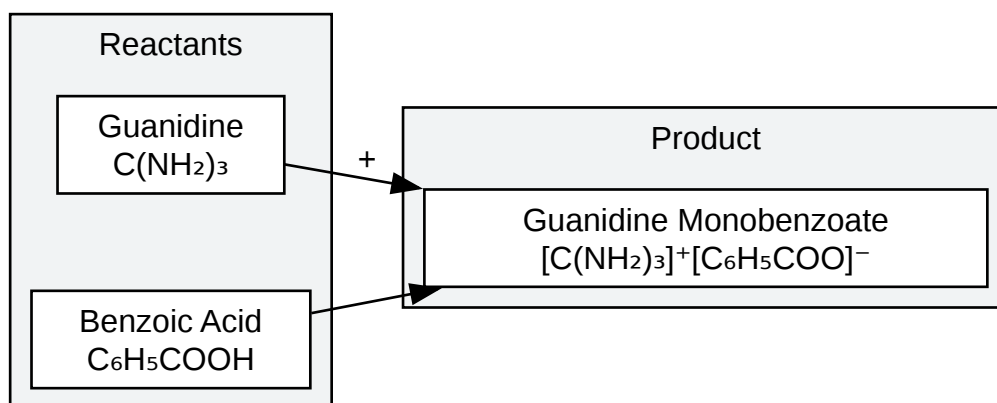 Reactants
Guanidine
C(NH₂)₃
+
Product
Guanidine Monobenzoate
[C(NH₂)₃]⁺[C₆H₅COO]⁻
Benzoic Acid
C₆H₅COOH